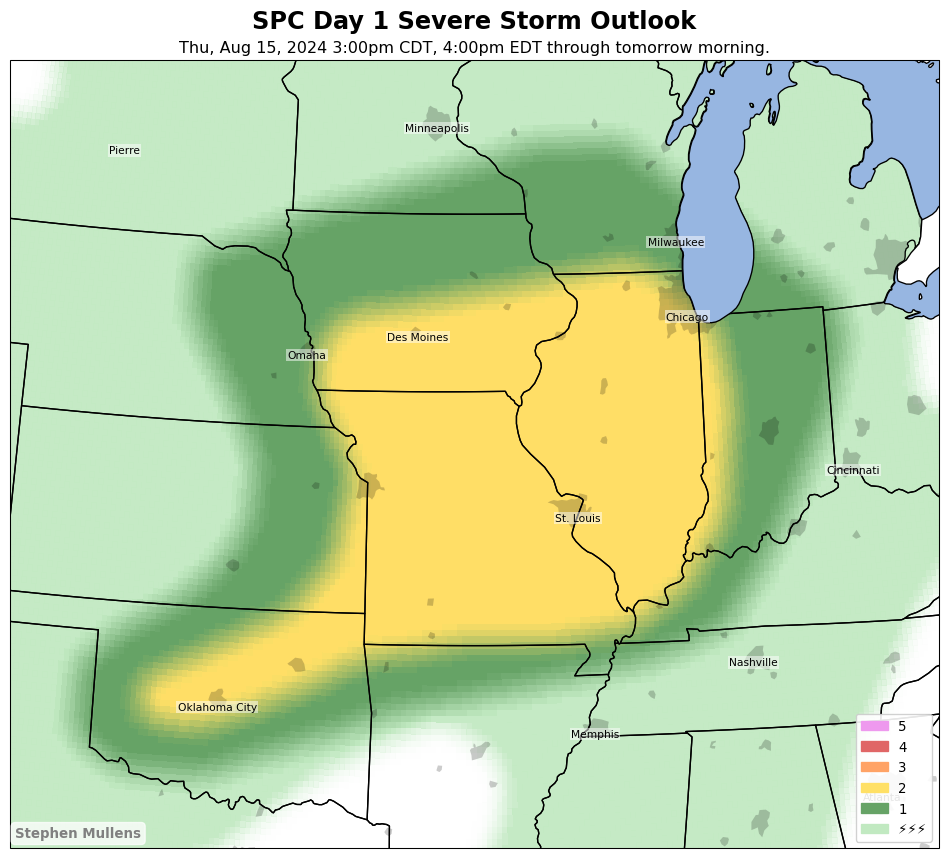 SPC Day 1 Severe Storm Outlook
Thu, Aug 15, 2024 3:00pm CDT, 4:00pm EDT through tomorrow morning.
Minneapolis
Pierre
Milwaukee
Chicago
Des Moines
Omaha
Cincinnati
St. Louis
Nashville
Oklahoma City
Memphis
5
4
3
2
Atlanta
1
⚡⚡⚡
Stephen Mullens